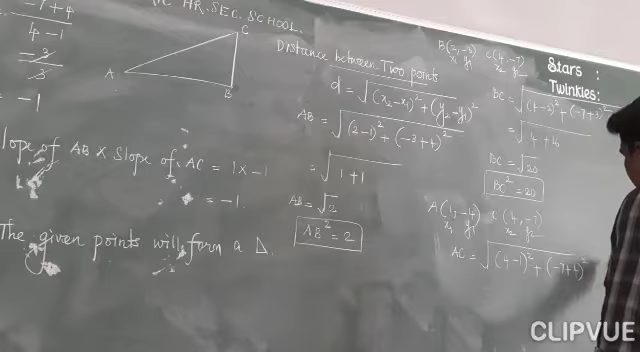 -7+4
4-1
-3
3
= -1
HR. SEC. SCHOOL.
A
B
C
Slope of AB x Slope of AC = 1 x -1
= -1.
The given points will form a Δ.
Distance between Two points
d = √(x₂-x₁)² + (y₂-y₁)²
AB = √(2-1)² + (-3+4)²
= √1+1
AB = √2
AB² = 2
B(2,-3) C(4,-7)
x₁ y₁ x₂ y₂
BC = √(4-2)² + (-7+3)²
BC = √20
BC² = 20
A(1,-4) C(4,-7)
x₁ y₁ x₂ y₂
AC = √(4-1)² + (-7+4)²
Stars :
Twinkles:
CLIPVUE